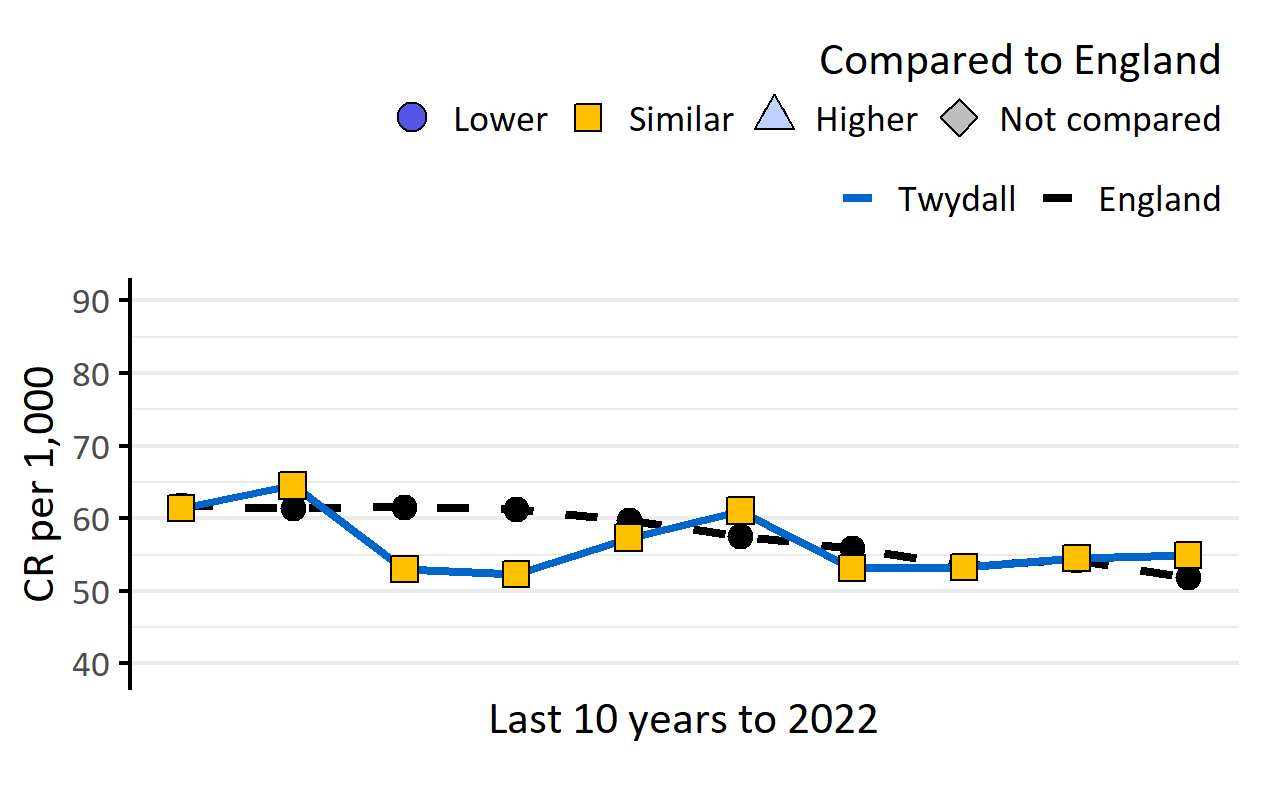 Compared to England
Lower Similar Higher Not compared
Twydall England
90
80
70
60
50
40
CR per 1,000
Last 10 years to 2022